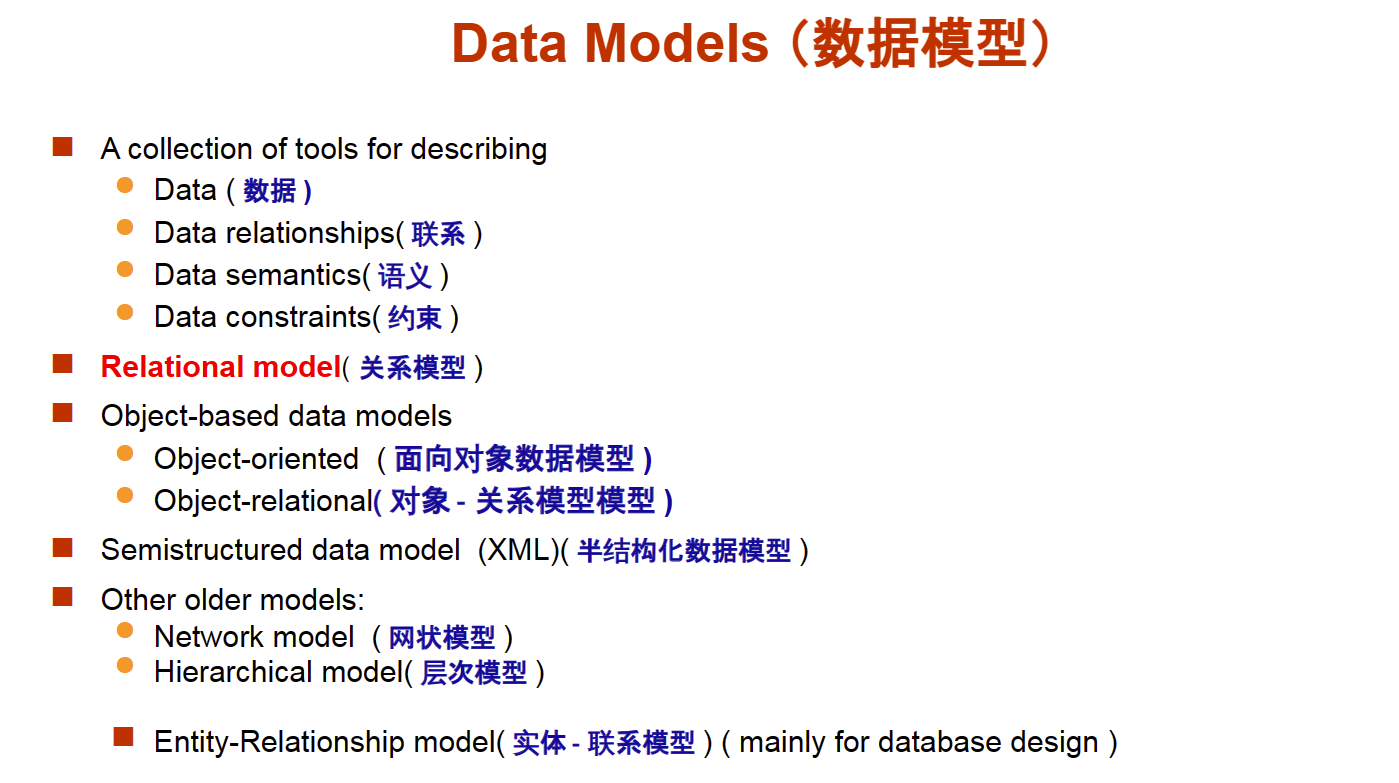 Data Models（数据模型）
A collection of tools for describing
Data ( 数据 )
Data relationships( 联系 )
Data semantics( 语义 )
Data constraints( 约束 )
Relational model( 关系模型 )
Object-based data models
Object-oriented ( 面向对象数据模型 )
Object-relational( 对象 - 关系模型模型 )
Semistructured data model (XML)( 半结构化数据模型 )
Other older models:
Network model ( 网状模型 )
Hierarchical model( 层次模型 )
Entity-Relationship model( 实体 - 联系模型 ) ( mainly for database design )